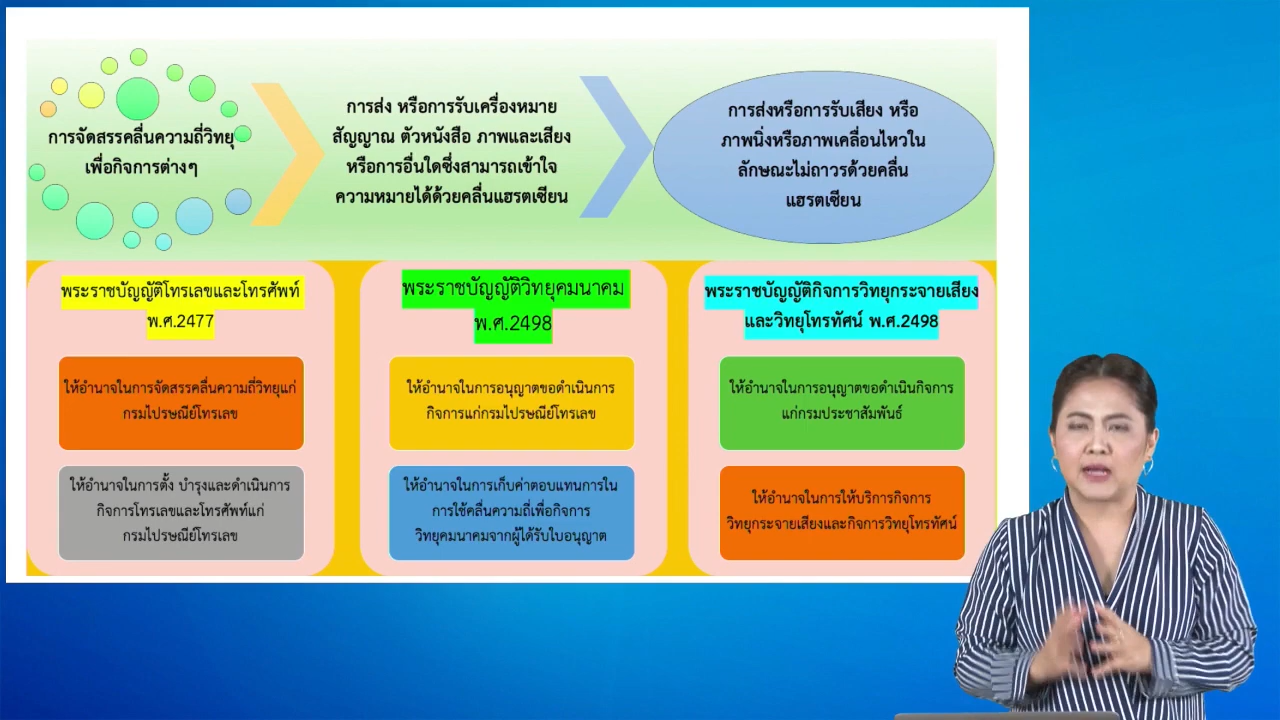 การจัดสรรคลื่นความถี่วิทยุ
เพื่อกิจการต่างๆ
การส่ง หรือการรับเครื่องหมาย
สัญญาณ ตัวหนังสือ ภาพและเสียง
หรือการอื่นใดซึ่งสามารถเข้าใจ
ความหมายได้ด้วยคลื่นแฮรตเซียน
การส่งหรือการรับเสียง หรือ
ภาพนิ่งหรือภาพเคลื่อนไหวใน
ลักษณะไม่ถาวรด้วยคลื่น
แฮรตเซียน
พระราชบัญญัติโทรเลขและโทรศัพท์
พ.ศ.2477
ให้อำนาจในการจัดสรรคลื่นความถี่วิทยุแก่
กรมไปรษณีย์โทรเลข
ให้อำนาจในการตั้ง บำรุงและดำเนินการ
กิจการโทรเลขและโทรศัพท์แก่
กรมไปรษณีย์โทรเลข
พระราชบัญญัติวิทยุคมนาคม
พ.ศ.2498
ให้อำนาจในการอนุญาตขอดำเนินการ
กิจการแก่กรมไปรษณีย์โทรเลข
ให้อำนาจในการเก็บค่าตอบแทนการใน
การใช้คลื่นความถี่เพื่อกิจการ
วิทยุคมนาคมจากผู้ได้รับใบอนุญาต
พระราชบัญญัติกิจการวิทยุกระจายเสียง
และวิทยุโทรทัศน์ พ.ศ.2498
ให้อำนาจในการอนุญาตขอดำเนินกิจการ
แก่กรมประชาสัมพันธ์
ให้อำนาจในการให้บริการกิจการ
วิทยุกระจายเสียงและกิจการวิทยุโทรทัศน์